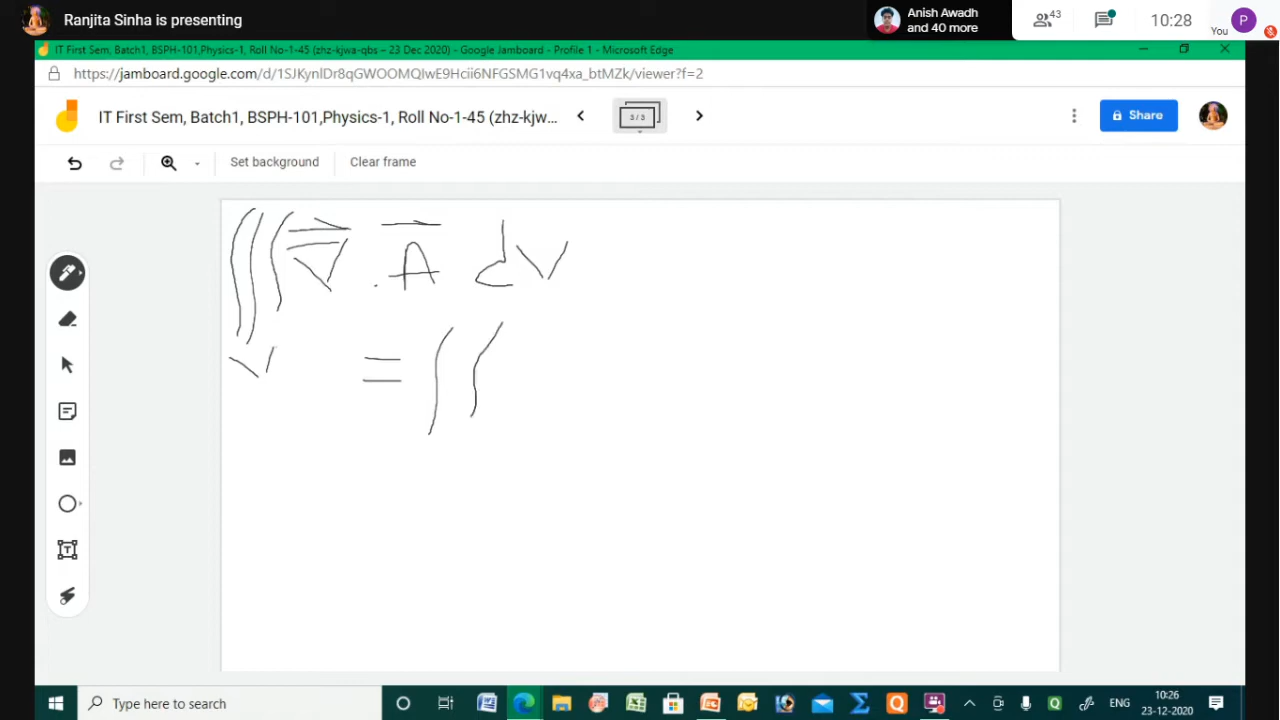 Ranjita Sinha is presenting
Anish Awadh
and 40 more
43
10:28
You
P
IT First Sem, Batch1, BSPH-101,Physics-1, Roll No-1-45 (zhz-kjwa-qbs – 23 Dec 2020) - Google Jamboard - Profile 1 - Microsoft Edge
https://jamboard.google.com/d/1SJKynlDr8qGWOOMQIwE9Hcii6NFGSMG1vq4xa_btMZk/viewer?f=2
IT First Sem, Batch1, BSPH-101,Physics-1, Roll No-1-45 (zhz-kjw...
3 / 3
Share
Set background
Clear frame
∭ ∇⃗ . A⃗ dV
V
= ∬
Type here to search
ENG
10:26
23-12-2020